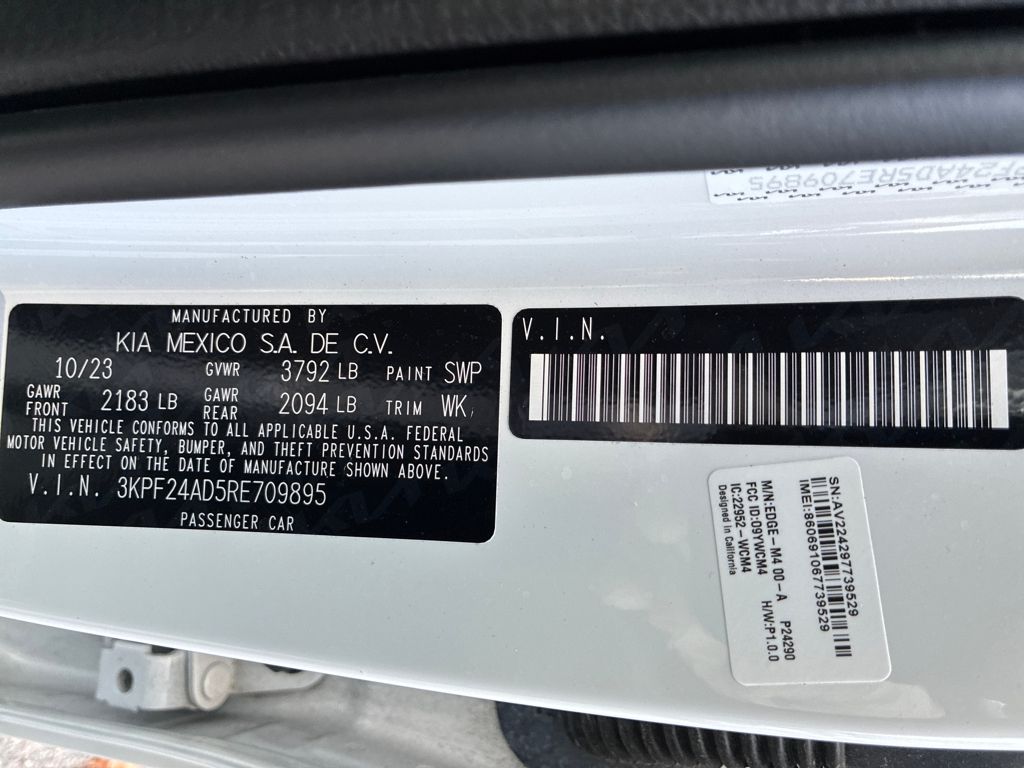 PF24AD5RE709895
MANUFACTURED BY
KIA MEXICO S.A. DE C.V.
10/23 GVWR 3792 LB PAINT SWP
GAWR FRONT 2183 LB GAWR REAR 2094 LB TRIM WK
THIS VEHICLE CONFORMS TO ALL APPLICABLE U.S.A. FEDERAL
MOTOR VEHICLE SAFETY, BUMPER, AND THEFT PREVENTION STANDARDS
IN EFFECT ON THE DATE OF MANUFACTURE SHOWN ABOVE.
V.I.N. 3KPF24AD5RE709895
PASSENGER CAR
V.I.N.
SN:AV224297739529
IMEI:860691067739529
M/N:EDGE-M4 00-A P24290
FCC ID:09YWCM4 H/W:P1.0.0
IC:22952-WCM4
Designed in California